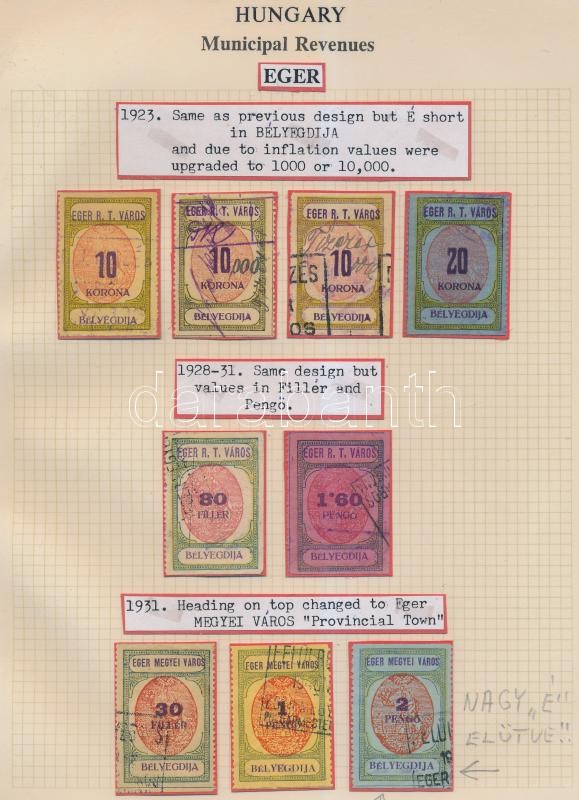 HUNGARY
Municipal Revenues
EGER
1923. Same as previous design but É short
in BÉLYEGDIJA
and due to inflation values were
upgraded to 1000 or 10,000.
EGER R. T. VÁROS
10
KORONA
BÉLYEGDIJA
EGER R. T. VÁROS
10,000
KORONA
BÉLYEGDIJA
EGER R. T. VÁROS
10
KORONA
BÉLYEGDIJA
EGER R. T. VÁROS
20
KORONA
BÉLYEGDIJA
1928-31. Same design but
values in Fillér and
Pengö.
darabanth
EGER R. T. VÁROS
80
FILLÉR
BÉLYEGDIJA
EGER R. T. VÁROS
1·60
PENGŐ
BÉLYEGDIJA
1931. Heading on top changed to Eger
MEGYEI VÁROS "Provincial Town"
EGER MEGYEI VÁROS
30
FILLÉR
BÉLYEGDIJA
EGER MEGYEI VÁROS
1
BÉLYEGDIJA
EGER MEGYEI VÁROS
2
PENGŐ
BÉLYEGDIJA
EGER
NAGY „É"
ELÜTVE!!